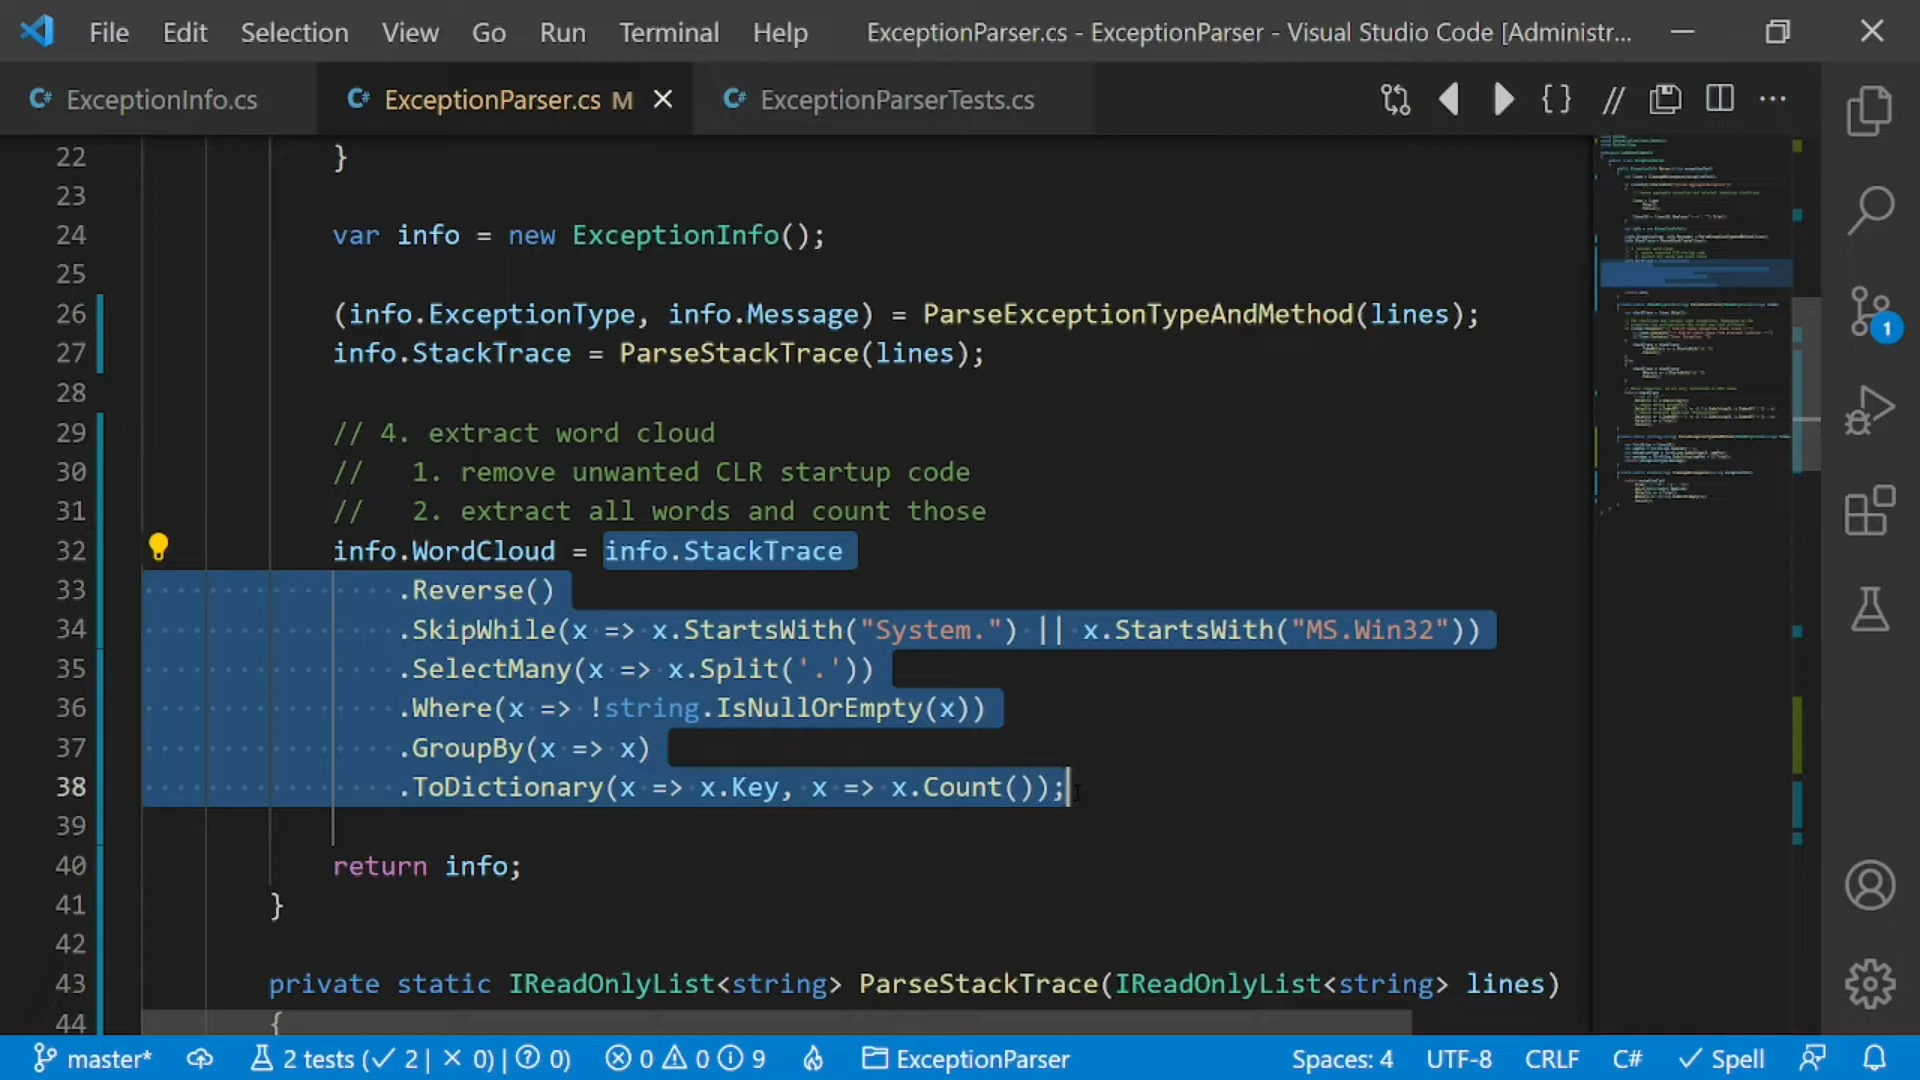 File Edit Selection View Go Run Terminal Help ExceptionParser.cs - ExceptionParser - Visual Studio Code [Administr...
C# ExceptionInfo.cs C# ExceptionParser.cs M C# ExceptionParserTests.cs
22 }
23
24 var info = new ExceptionInfo();
25
26 (info.ExceptionType, info.Message) = ParseExceptionTypeAndMethod(lines);
27 info.StackTrace = ParseStackTrace(lines);
28
29 // 4. extract word cloud
30 //   1. remove unwanted CLR startup code
31 //   2. extract all words and count those
32 info.WordCloud = info.StackTrace
33 .Reverse()
34 .SkipWhile(x => x.StartsWith("System.") || x.StartsWith("MS.Win32"))
35 .SelectMany(x => x.Split('.'))
36 .Where(x => !string.IsNullOrEmpty(x))
37 .GroupBy(x => x)
38 .ToDictionary(x => x.Key, x => x.Count());
39
40 return info;
41 }
42
43 private static IReadOnlyList<string> ParseStackTrace(IReadOnlyList<string> lines)
44 {
1
master* 2 tests (✓ 2 | × 0) | ? 0) 0 0 9 ExceptionParser Spaces: 4 UTF-8 CRLF C# ✓ Spell